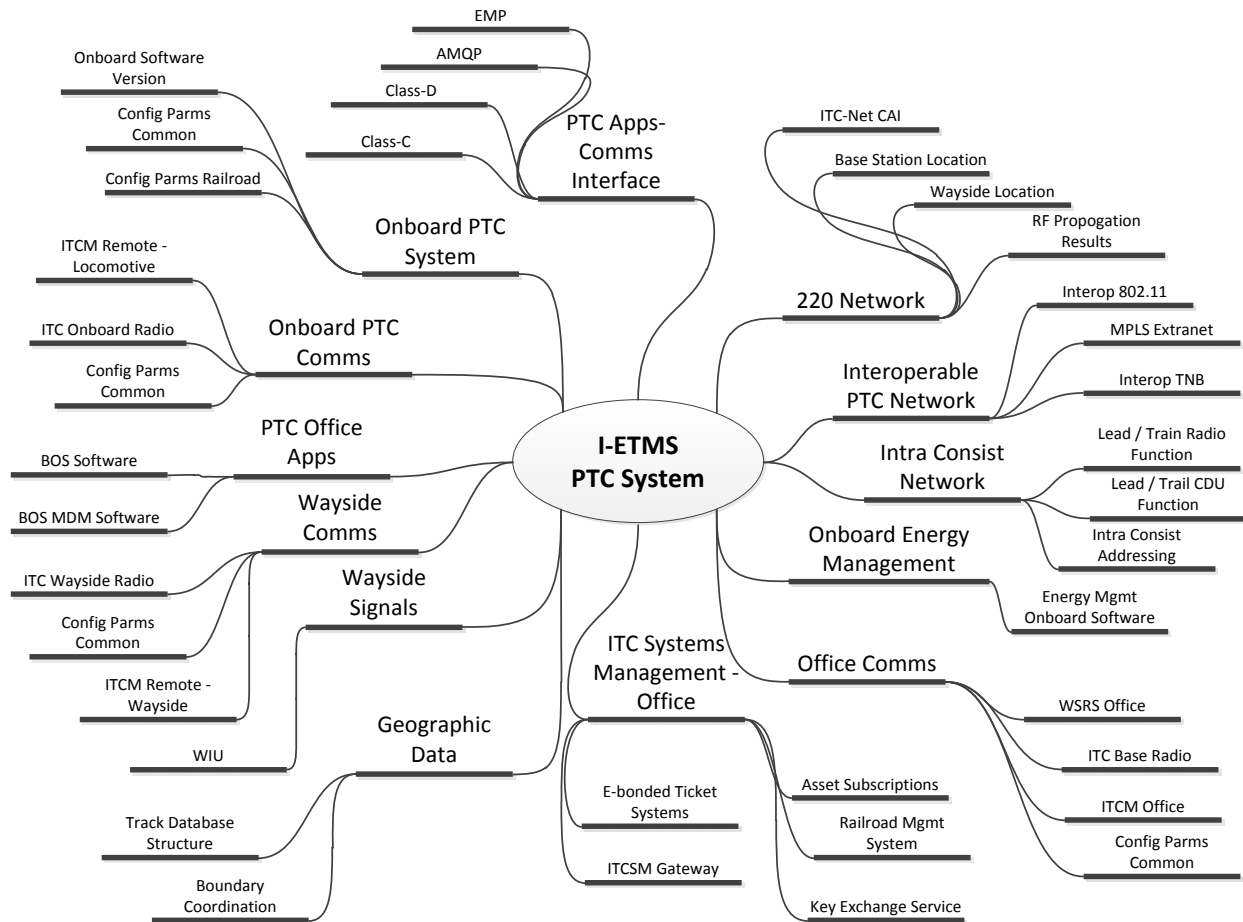 EMP
AMQP
Class-D
Class-C
PTC Apps-
Comms
Interface
Onboard Software
Version
Config Parms
Common
Config Parms Railroad
Onboard PTC
System
ITCM Remote -
Locomotive
ITC Onboard Radio
Config Parms
Common
Onboard PTC
Comms
BOS Software
BOS MDM Software
PTC Office
Apps
ITC Wayside Radio
Config Parms
Common
ITCM Remote -
Wayside
Wayside
Comms
WIU
Wayside
Signals
Track Database
Structure
Boundary
Coordination
Geographic
Data
I-ETMS
PTC System
ITC-Net CAI
Base Station Location
Wayside Location
RF Propogation
Results
220 Network
Interop 802.11
MPLS Extranet
Interop TNB
Interoperable
PTC Network
Lead / Train Radio
Function
Lead / Trail CDU
Function
Intra Consist
Addressing
Intra Consist
Network
Onboard Energy
Management
Energy Mgmt
Onboard Software
Office Comms
WSRS Office
ITC Base Radio
ITCM Office
Config Parms
Common
ITC Systems
Management -
Office
E-bonded Ticket
Systems
ITCSM Gateway
Asset Subscriptions
Railroad Mgmt
System
Key Exchange Service